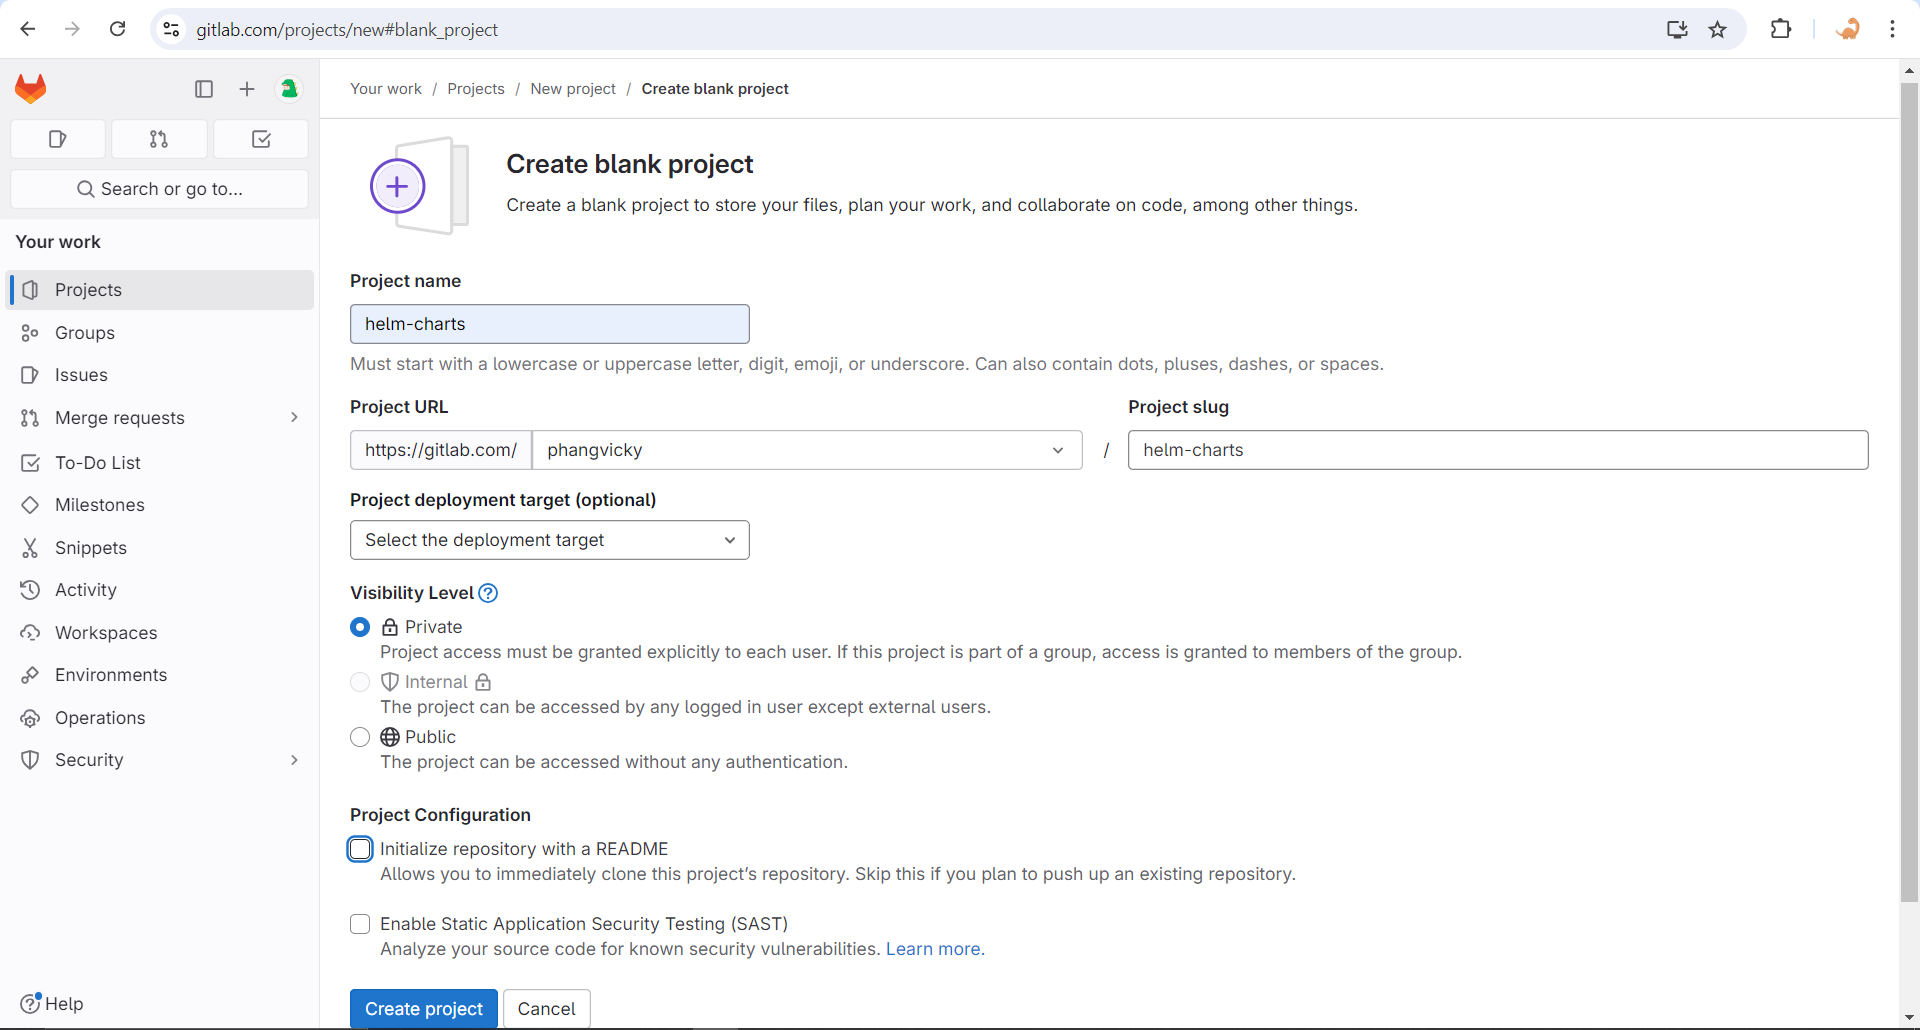 gitlab.com/projects/new#blank_project
Your work / Projects / New project / Create blank project
Search or go to...
Your work
Projects
Groups
Issues
Merge requests
To-Do List
Milestones
Snippets
Activity
Workspaces
Environments
Operations
Security
Help
Create blank project
Create a blank project to store your files, plan your work, and collaborate on code, among other things.
Project name
helm-charts
Must start with a lowercase or uppercase letter, digit, emoji, or underscore. Can also contain dots, pluses, dashes, or spaces.
Project URL
https://gitlab.com/ phangvicky /
Project slug
helm-charts
Project deployment target (optional)
Select the deployment target
Visibility Level ?
Private
Project access must be granted explicitly to each user. If this project is part of a group, access is granted to members of the group.
Internal
The project can be accessed by any logged in user except external users.
Public
The project can be accessed without any authentication.
Project Configuration
Initialize repository with a README
Allows you to immediately clone this project’s repository. Skip this if you plan to push up an existing repository.
Enable Static Application Security Testing (SAST)
Analyze your source code for known security vulnerabilities. Learn more.
Create project Cancel